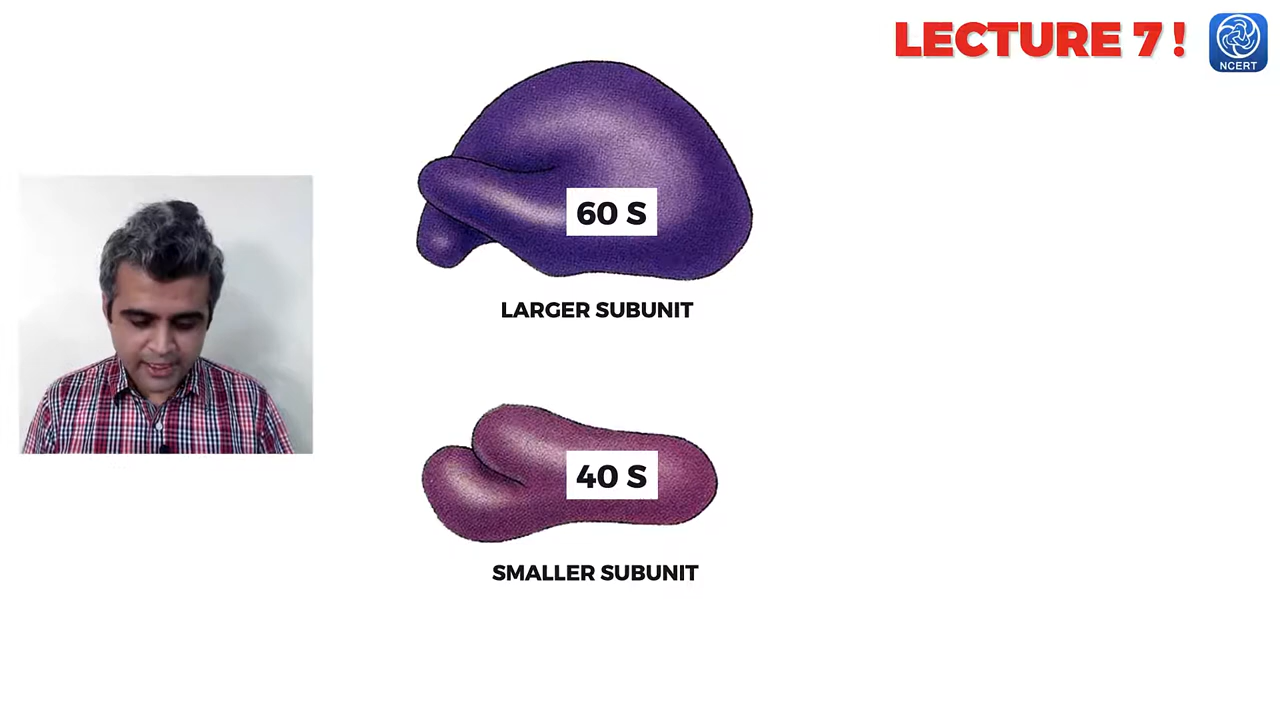 LECTURE 7 !
NCERT
60 S
LARGER SUBUNIT
40 S
SMALLER SUBUNIT